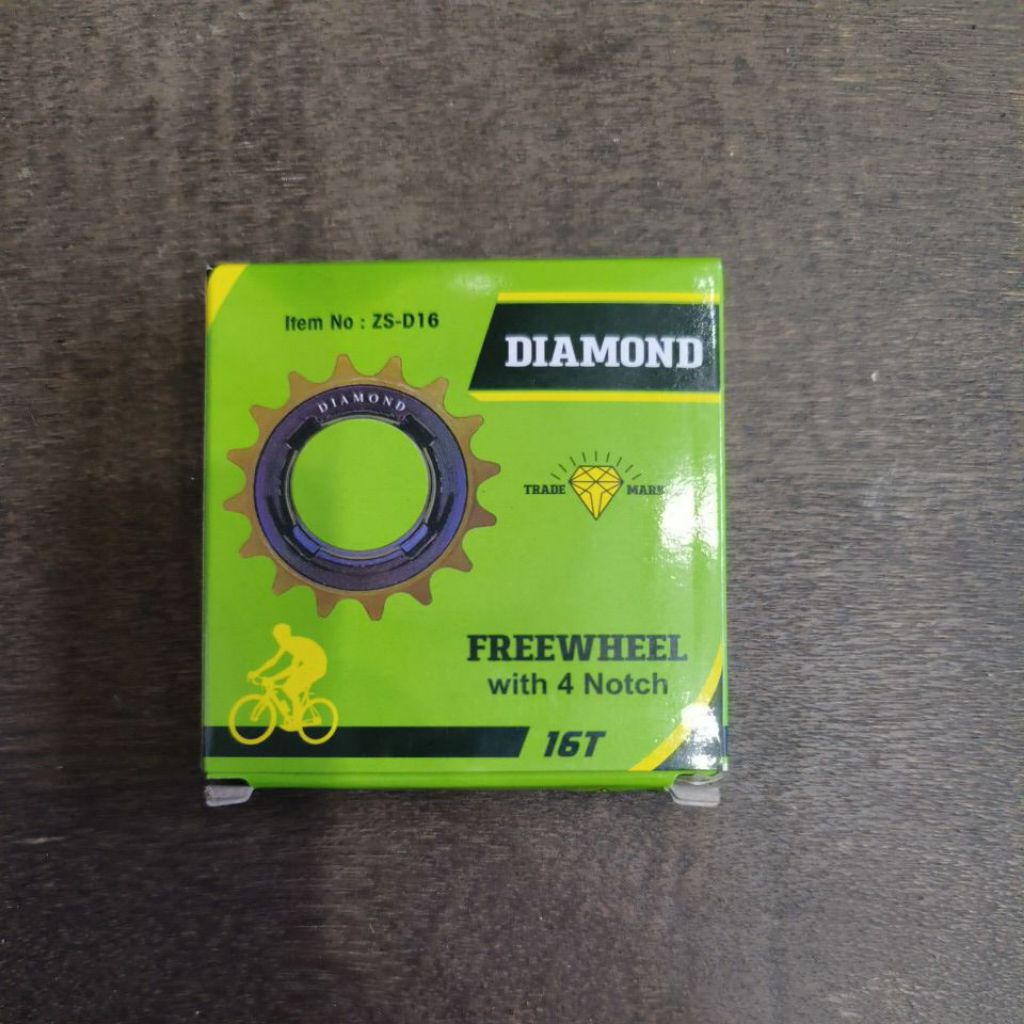 Item No : ZS-D16
DIAMOND
DIAMOND
TRADE MARK
FREEWHEEL
with 4 Notch
16T